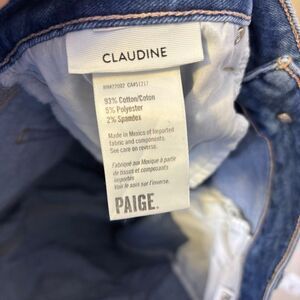 CLAUDINE
93% Cotton/Coton
5% Polyester
2% Spandex
Made in Mexico of Imported
fabric and components.
See care on reverse.
Fabriqué aux Mexique à partir
de tissus et composants
importés
Voir le soin sur l'inverse.
PAIGE.